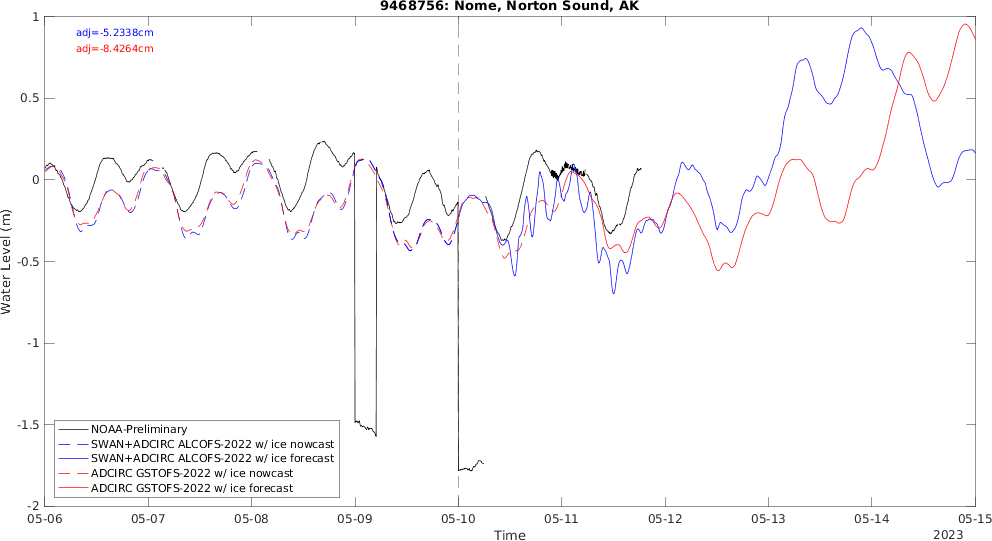 9468756: Nome, Norton Sound, AK
adj=-5.2338cm
adj=-8.4264cm
Water Level (m)
1
0.5
0
-0.5
-1
-1.5
-2
NOAA-Preliminary
SWAN+ADCIRC ALCOFS-2022 w/ ice nowcast
SWAN+ADCIRC ALCOFS-2022 w/ ice forecast
ADCIRC GSTOFS-2022 w/ ice nowcast
ADCIRC GSTOFS-2022 w/ ice forecast
05-06 05-07 05-08 05-09 05-10 05-11 05-12 05-13 05-14 05-15
Time
2023